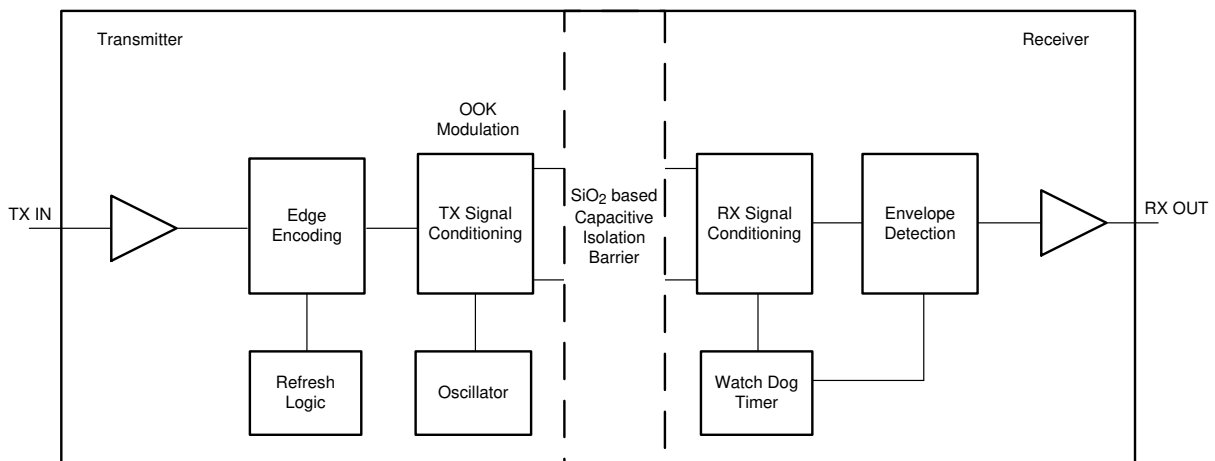 Transmitter
Receiver
OOK
Modulation
TX IN
Edge
Encoding
TX Signal
Conditioning
SiO₂ based
Capacitive
Isolation
Barrier
RX Signal
Conditioning
Envelope
Detection
RX OUT
Refresh
Logic
Oscillator
Watch Dog
Timer